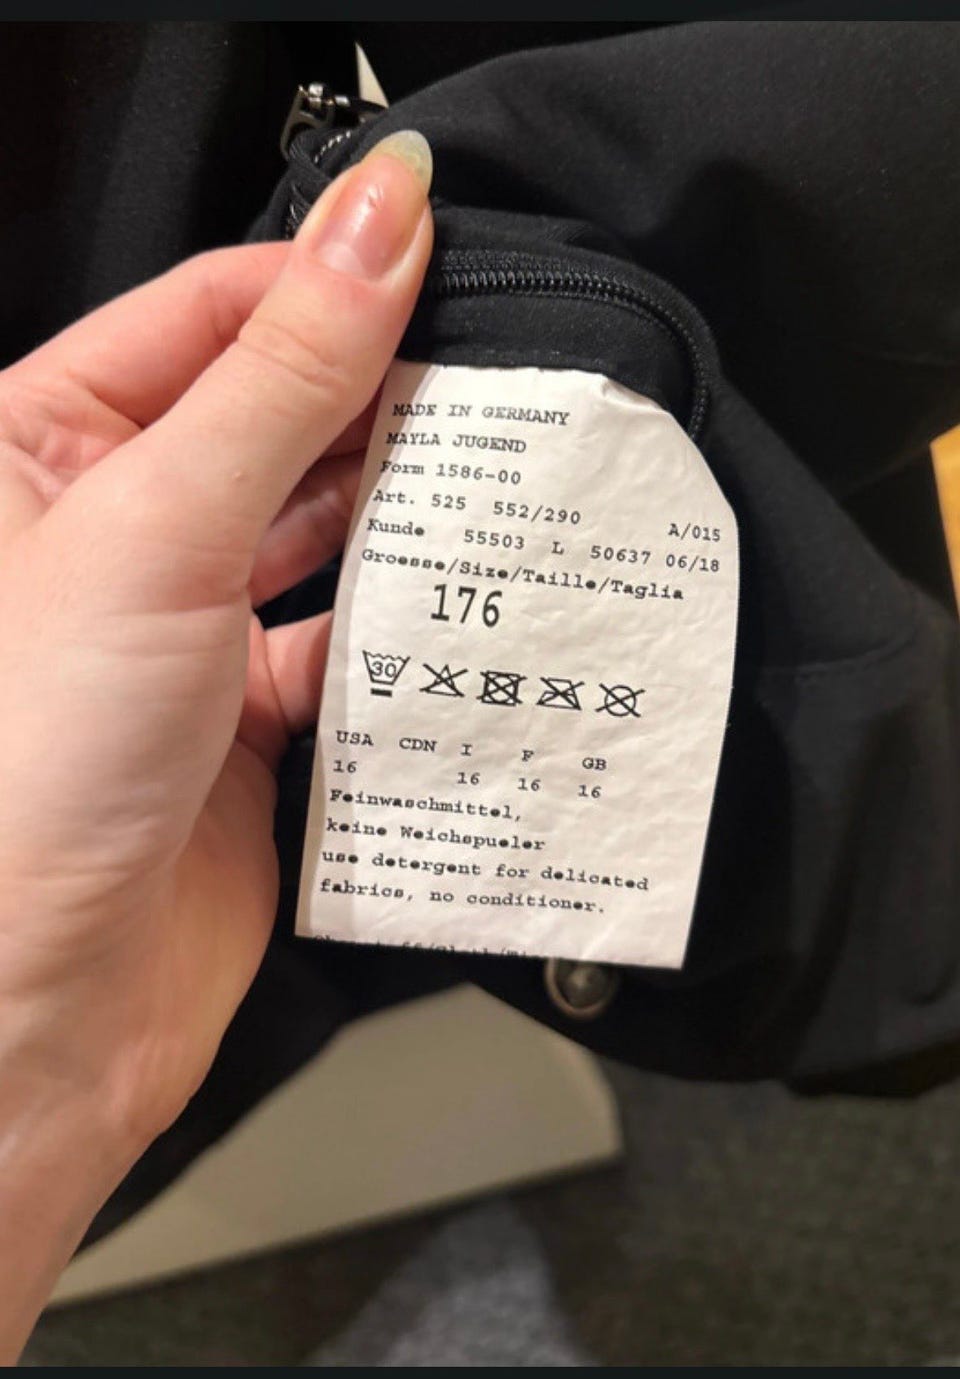 MADE IN GERMANY
MAYLA JUGEND
Form 1586-00
Art. 525 552/290 A/015
Kunde 55503 L 50637 06/18
Groesse/Size/Taille/Taglia
176
30
USA CDN I F GB
16 16 16 16
Feinwaschmittel,
keine Weichspueler
use detergent for delicated
fabrics, no conditioner.